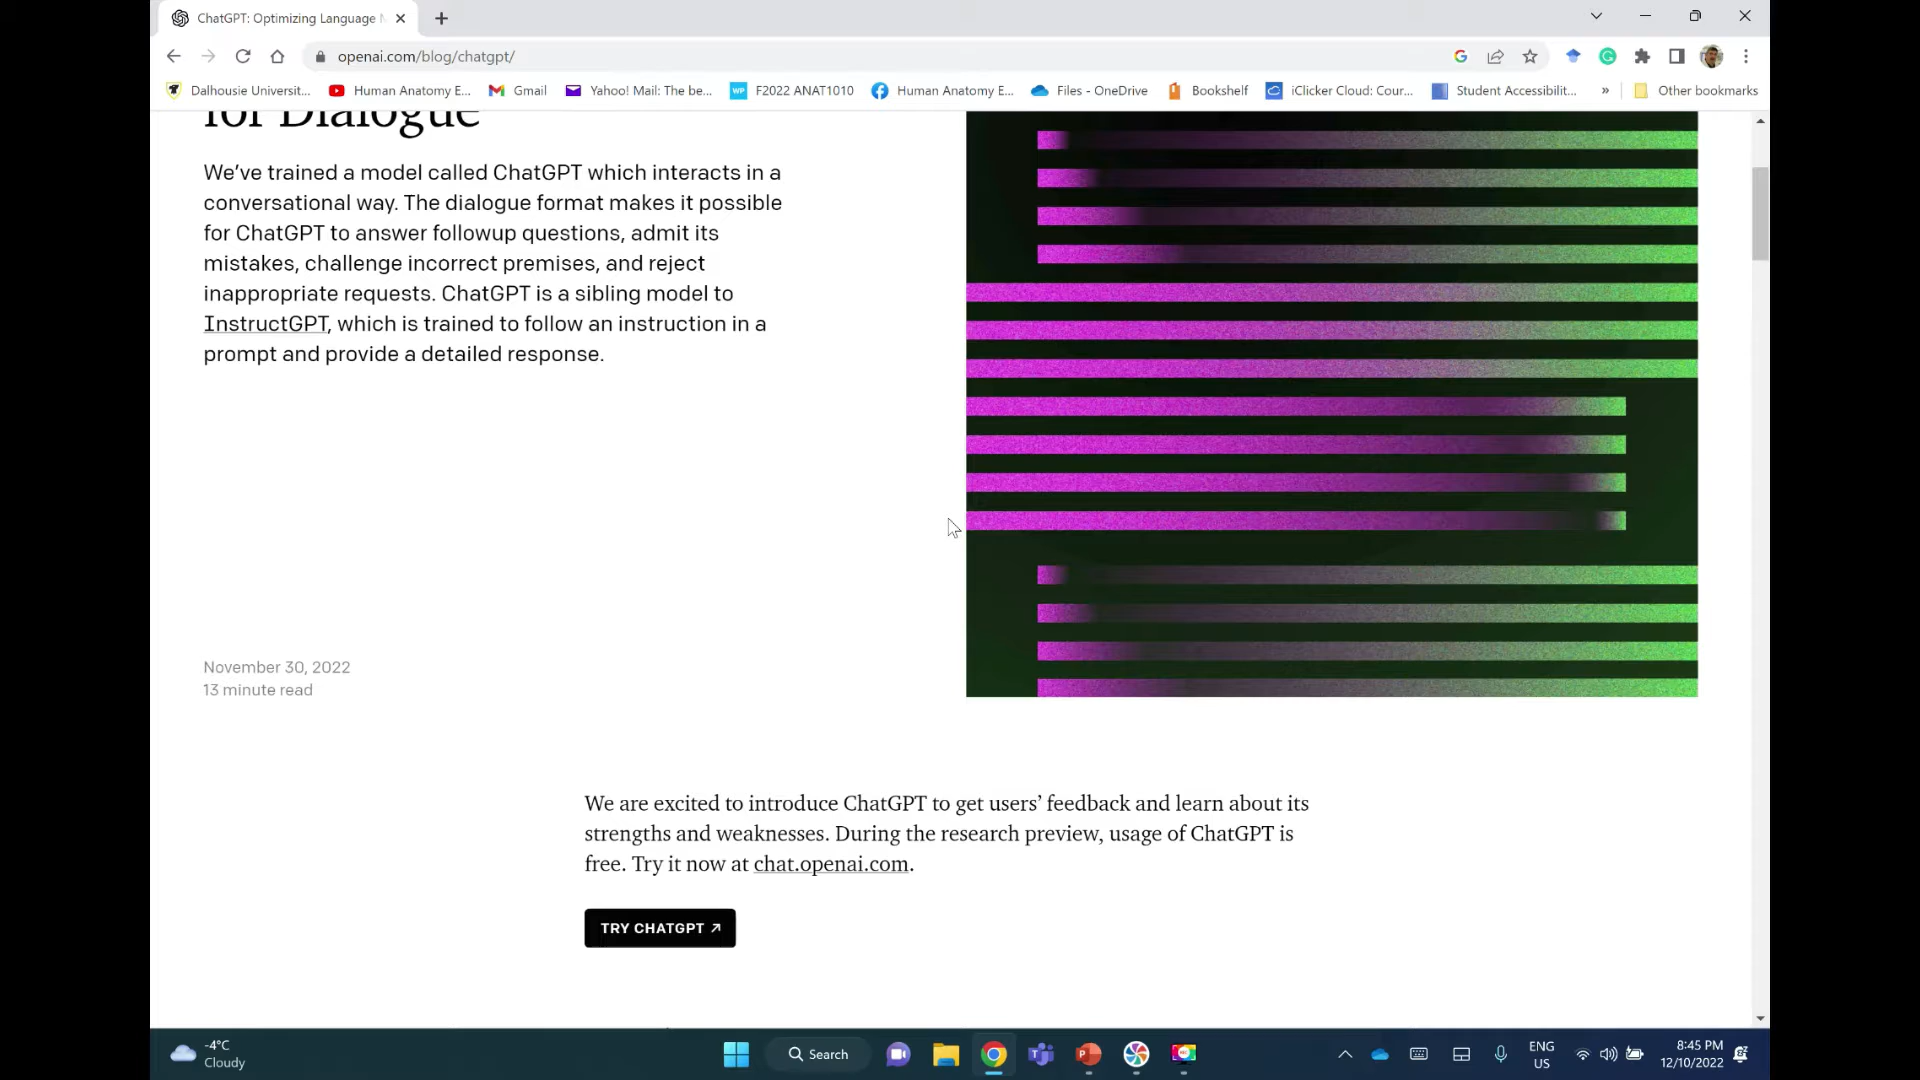 ChatGPT: Optimizing Language
openai.com/blog/chatgpt/
Dalhousie Universit...
Human Anatomy E...
Gmail
Yahoo! Mail: The be...
WP
F2022 ANAT1010
Human Anatomy E...
Files - OneDrive
Bookshelf
iClicker Cloud: Cour...
Student Accessibilit...
»
Other bookmarks
for Dialogue
We’ve trained a model called ChatGPT which interacts in a
conversational way. The dialogue format makes it possible
for ChatGPT to answer followup questions, admit its
mistakes, challenge incorrect premises, and reject
inappropriate requests. ChatGPT is a sibling model to
InstructGPT, which is trained to follow an instruction in a
prompt and provide a detailed response.
November 30, 2022
13 minute read
We are excited to introduce ChatGPT to get users’ feedback and learn about its
strengths and weaknesses. During the research preview, usage of ChatGPT is
free. Try it now at chat.openai.com.
TRY CHATGPT ↗
-4°C
Cloudy
Search
ENG
US
8:45 PM
12/10/2022